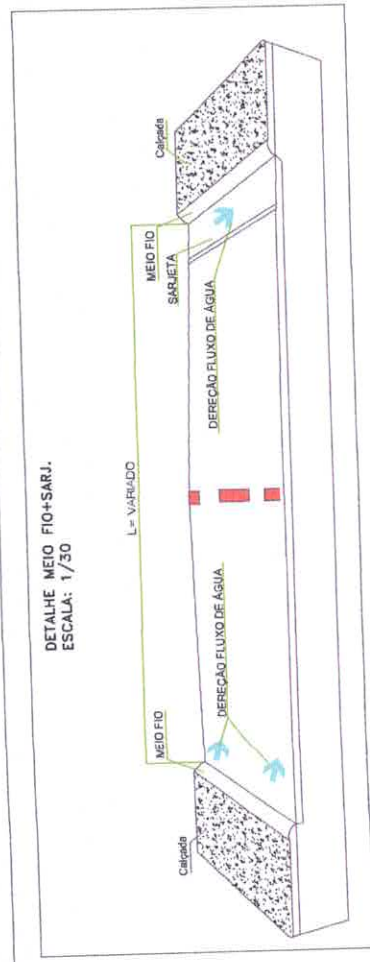 DETALHE MEIO FIO+SARJ.
ESCALA: 1/30
L= VARIADO
Calçada
MEIO FIO
DEREÇÃO FLUXO DE ÁGUA
MEIO FIO
SARJETA
DEREÇÃO FLUXO DE ÁGUA
Calçada